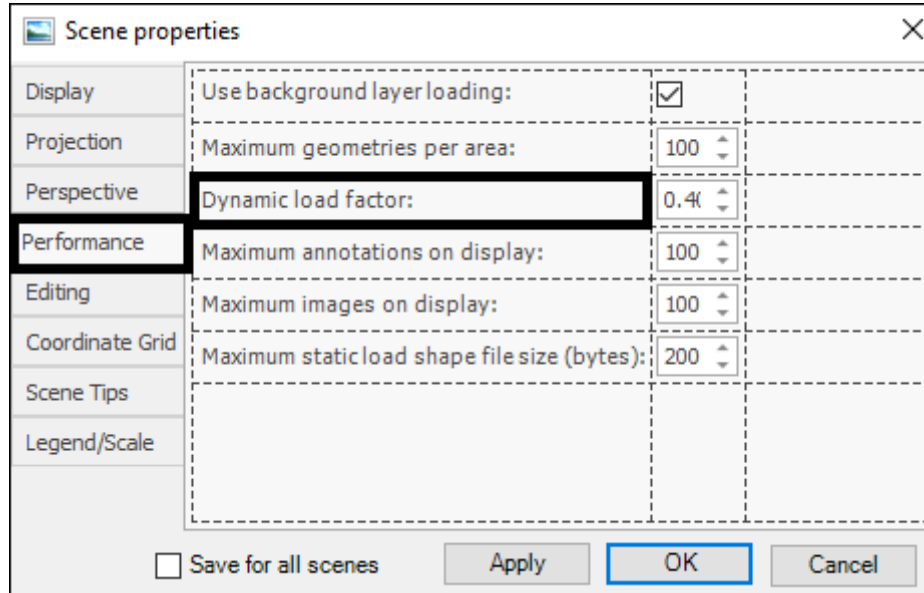 Scene properties
Display
Projection
Perspective
Performance
Editing
Coordinate Grid
Scene Tips
Legend/Scale
Use background layer loading:
Maximum geometries per area: 100
Dynamic load factor: 0.4
Maximum annotations on display: 100
Maximum images on display: 100
Maximum static load shape file size (bytes): 200
Save for all scenes Apply OK Cancel